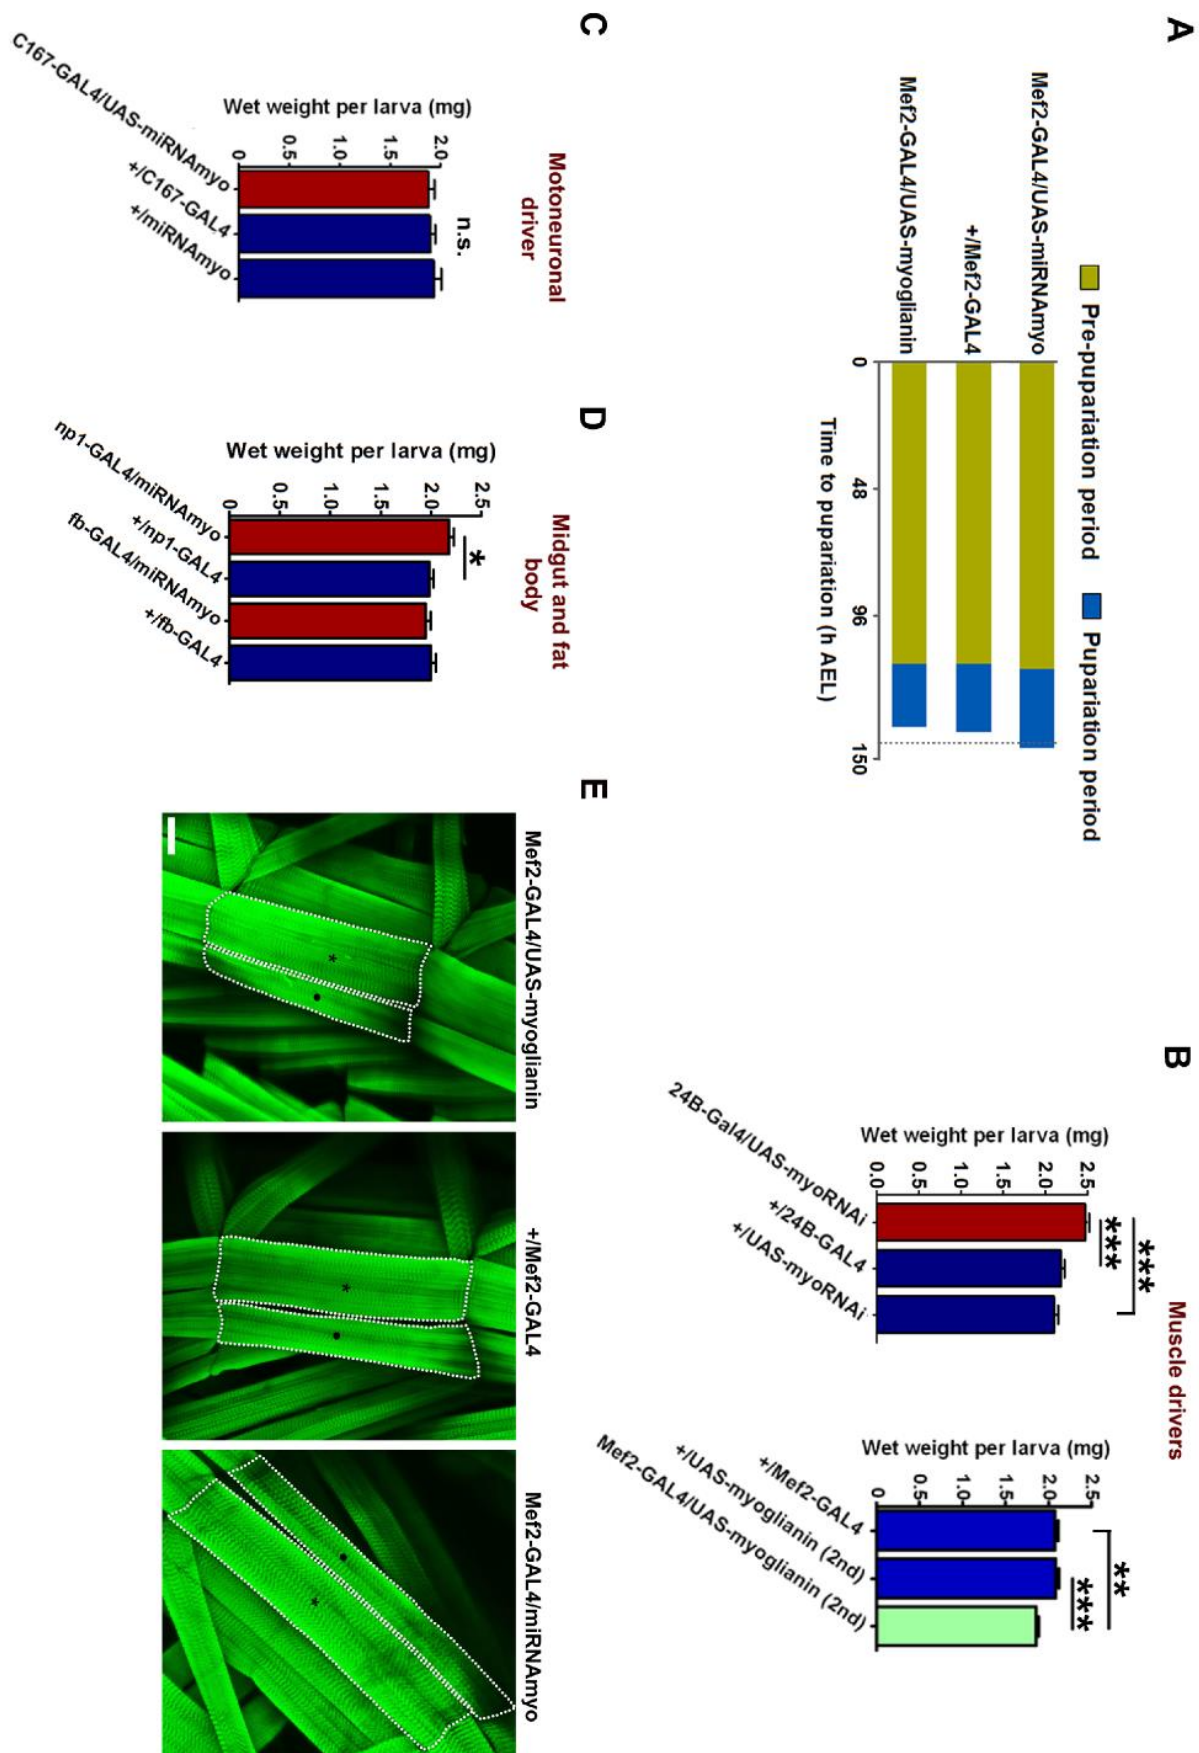 A
Pre-pupariation period
Pupariation period
Mef2-GAL4/UAS-miRNAmyo
+/Mef2-GAL4
Mef2-GAL4/UAS-myoglianin
0
48
96
150
Time to pupariation (h AEL)
B
Muscle drivers
Wet weight per larva (mg)
2.5
2.0
1.5
1.0
0.5
0.0
***
***
24B-Gal4/UAS-myoRNAi
+/24B-GAL4
+/UAS-myoRNAi
Wet weight per larva (mg)
2.5
2.0
1.5
1.0
0.5
0
**
***
+/Mef2-GAL4
+/UAS-myoglianin (2nd)
Mef2-GAL4/UAS-myoglianin (2nd)
C
Motoneuronal
driver
Wet weight per larva (mg)
2.0
1.5
1.0
0.5
0
n.s.
C167-GAL4/UAS-miRNAmyo
+/C167-GAL4
+/miRNAmyo
D
Midgut and fat
body
Wet weight per larva (mg)
2.5
2.0
1.5
1.0
0.5
0
*
np1-GAL4/miRNAmyo
+/np1-GAL4
fb-GAL4/miRNAmyo
+/fb-GAL4
E
Mef2-GAL4/UAS-myoglianin
+/Mef2-GAL4
Mef2-GAL4/miRNAmyo
*
*
*